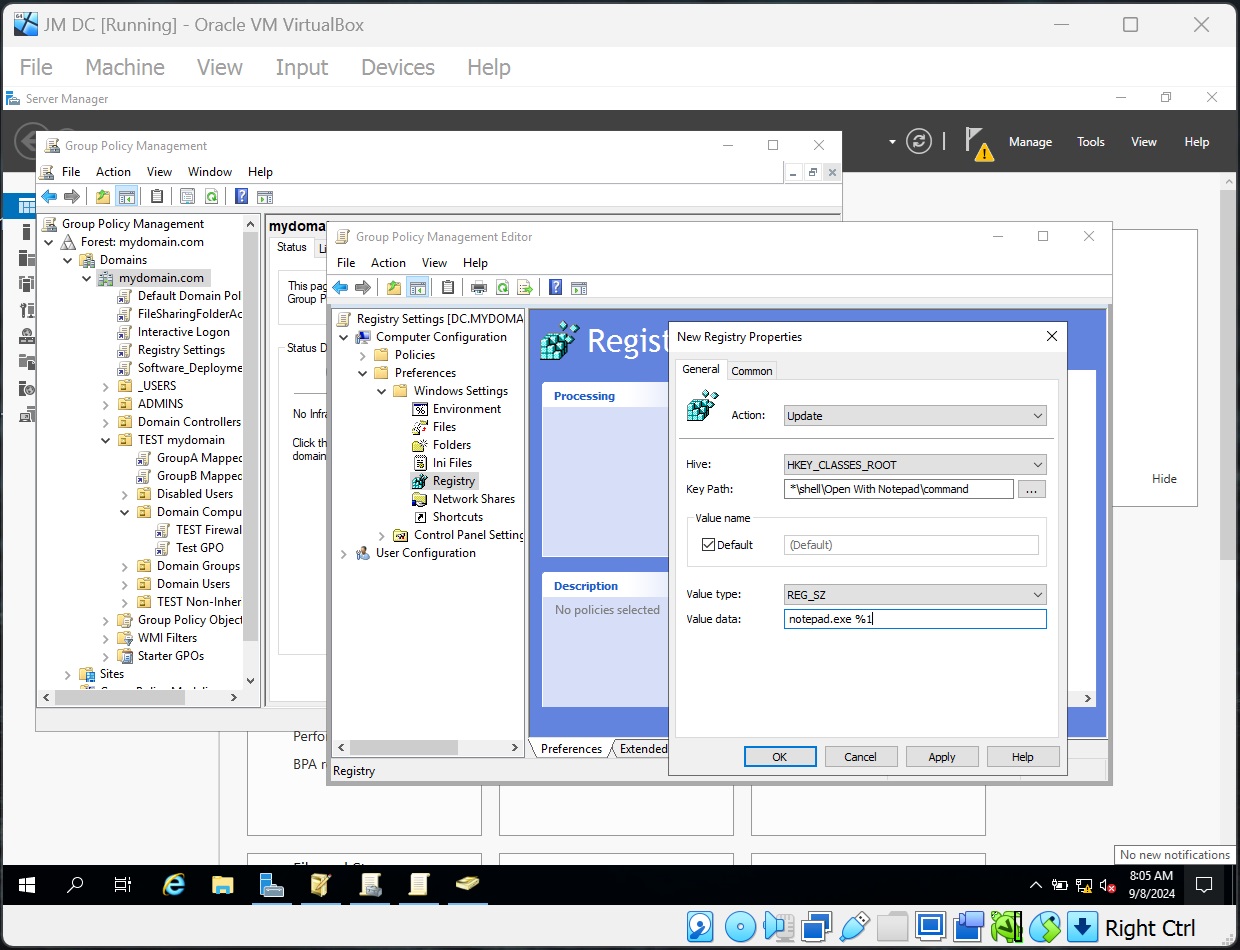 JM DC [Running] - Oracle VM VirtualBox
File Machine View Input Devices Help
Server Manager
Manage Tools View Help
Group Policy Management
File Action View Window Help
Group Policy Management
Forest: mydomain.com
Domains
mydomain.com
Default Domain Pol
FileSharingFolderAc
Interactive Logon
Registry Settings
Software_Deployme
_USERS
ADMINS
Domain Controllers
TEST mydomain
GroupA Mapped
GroupB Mapped
Disabled Users
Domain Compu
TEST Firewal
Test GPO
Domain Groups
Domain Users
TEST Non-Inher
Group Policy Object
WMI Filters
Starter GPOs
Sites
mydoma
Status Li
This pag
Group P
Status D
No Infra
Click th
domain
Group Policy Management Editor
File Action View Help
Registry Settings [DC.MYDOMA
Computer Configuration
Policies
Preferences
Windows Settings
Environment
Files
Folders
Ini Files
Registry
Network Shares
Shortcuts
Control Panel Setting
User Configuration
Regist
Processing
Description
No policies selected
Preferences Extended
Registry
New Registry Properties
General Common
Action: Update
Hive: HKEY_CLASSES_ROOT
Key Path: *\shell\Open With Notepad\command ...
Value name
Default (Default)
Value type: REG_SZ
Value data: notepad.exe %1
OK Cancel Apply Help
Hide
Perfo
BPA r
No new notifications
8:05 AM
9/8/2024
Right Ctrl